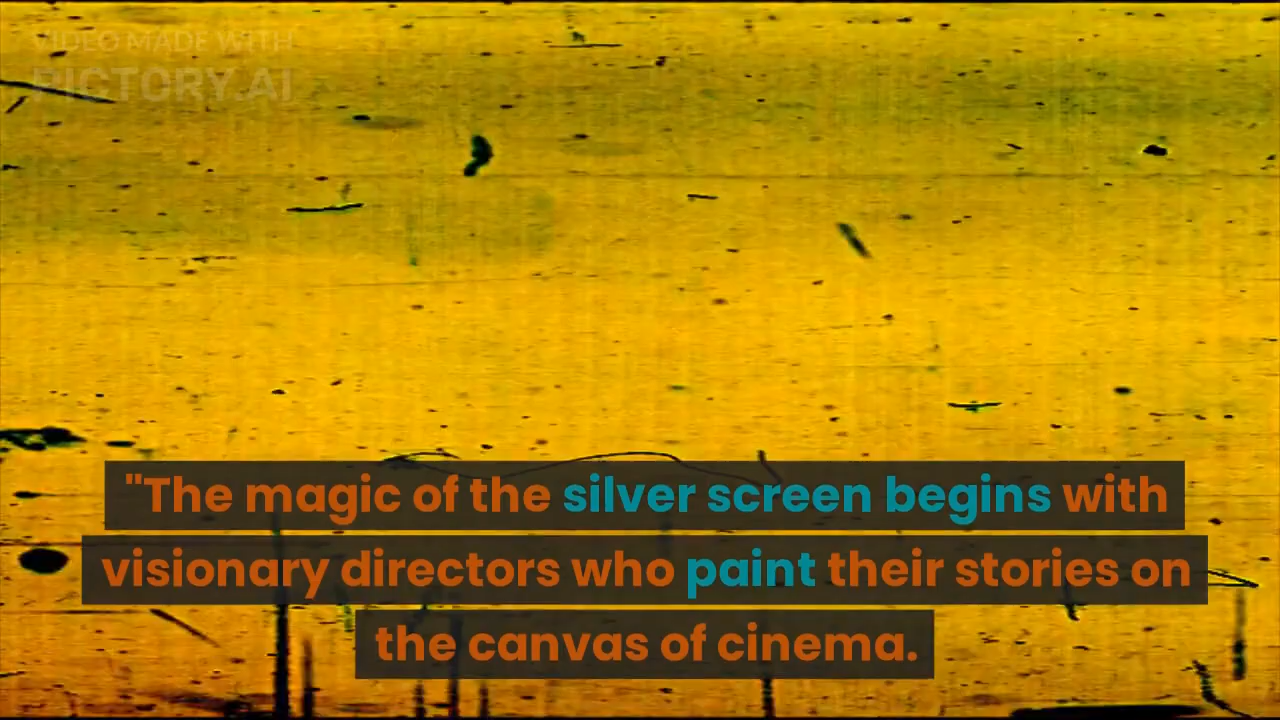 VIDEO MADE WITH
PICTORY.AI
"The magic of the silver screen begins with
visionary directors who paint their stories on
the canvas of cinema.